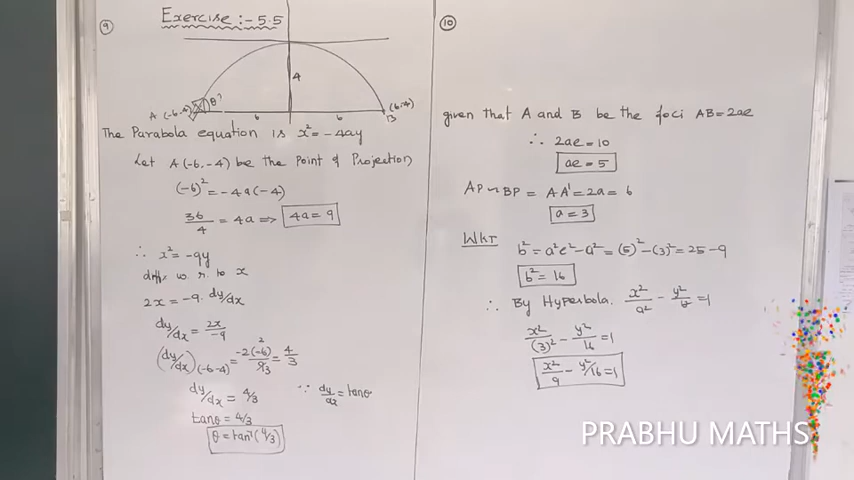 Exercise :- 5.5
9
4
A (-6,-4) θ° 6 6 (6,-4)
B
The Parabola equation is x² = -4ay
Let A(-6,-4) be the Point of Projection
(-6)² = -4a(-4)
36/4 = 4a ⇒ 4a = 9
∴ x² = -9y
diff. w. r. to x
2x = -9. dy/dx
dy/dx = 2x/-9
(dy/dx)(-6,-4) = -2(-6)/9 2 3 = 4/3
dy/dx = 4/3 ∵ dy/dx = tanθ
tanθ = 4/3
θ = tan⁻¹(4/3)
10
given that A and B be the foci AB = 2ae
∴ 2ae = 10
ae = 5
AP ~ BP = AA' = 2a = 6
a = 3
WKT
b² = a²e² - a² = (5)² - (3)² = 25 - 9
b² = 16
∴ By Hyperbola. x²/a² - y²/b² = 1
x²/(3)² - y²/16 = 1
x²/9 - y²/16 = 1
PRABHU MATHS